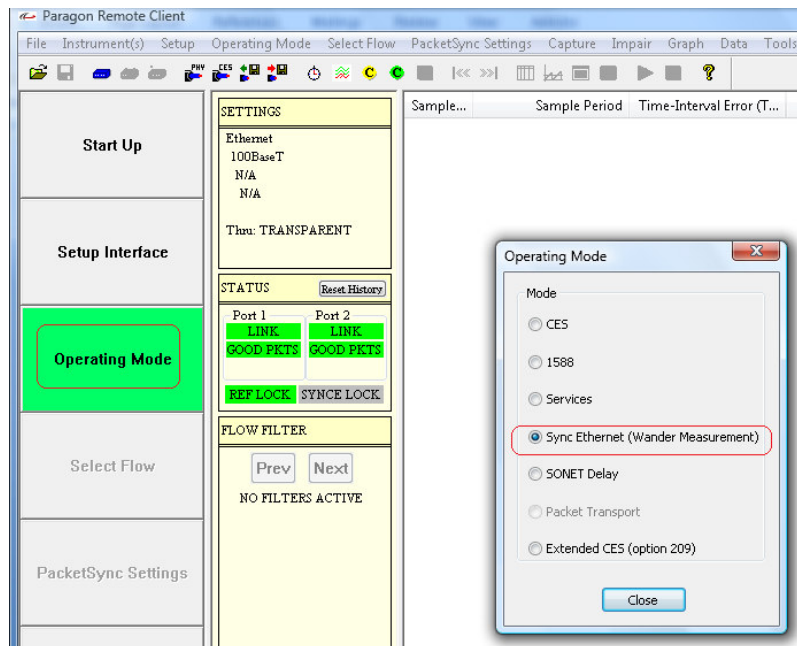 Paragon Remote Client
File Instrument(s) Setup Operating Mode Select Flow PacketSync Settings Capture Impair Graph Data Tools
PHY CES C C ?
Start Up
Setup Interface
Operating Mode
Select Flow
PacketSync Settings
SETTINGS
Ethernet
100BaseT
N/A
N/A
Thru: TRANSPARENT
STATUS Reset History
Port 1 Port 2
LINK LINK
GOOD PKTS GOOD PKTS
REF LOCK SYNCE LOCK
FLOW FILTER
Prev Next
NO FILTERS ACTIVE
Sample... Sample Period Time-Interval Error (T...
Operating Mode
Mode
CES
1588
Services
Sync Ethernet (Wander Measurement)
SONET Delay
Packet Transport
Extended CES (option 209)
Close